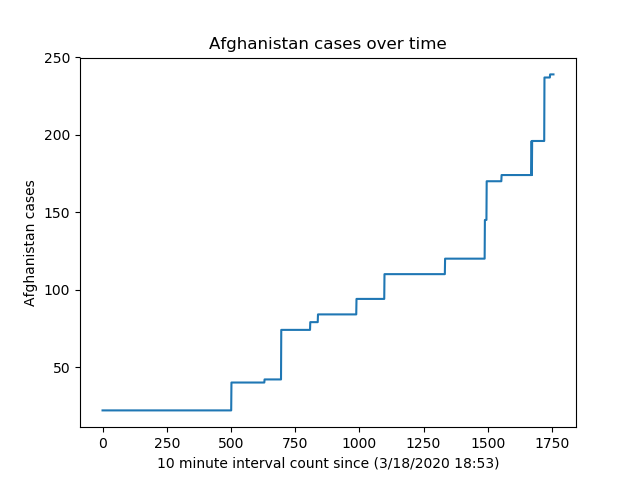 Afghanistan cases over time
250
200
150
100
50
Afghanistan cases
0 250 500 750 1000 1250 1500 1750
10 minute interval count since (3/18/2020 18:53)